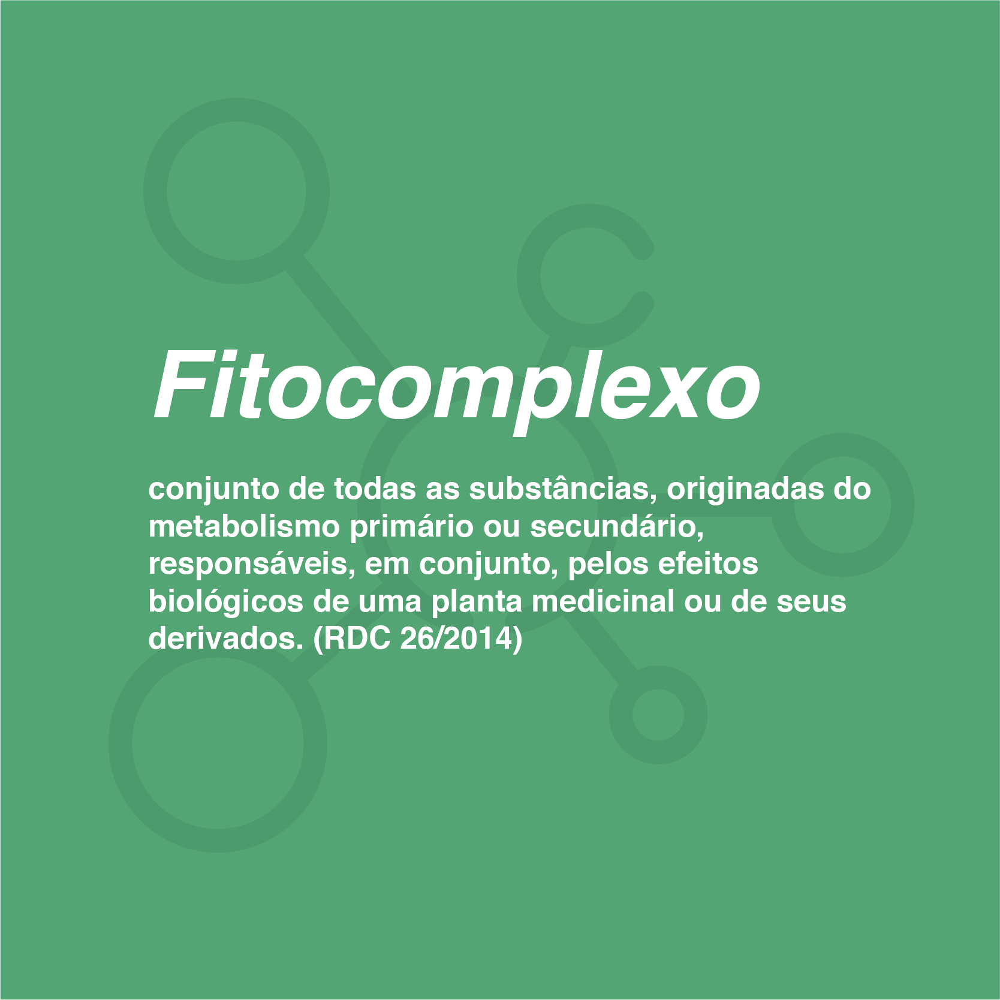 Fitocomplexo
conjunto de todas as substâncias, originadas do
metabolismo primário ou secundário,
responsáveis, em conjunto, pelos efeitos
biológicos de uma planta medicinal ou de seus
derivados. (RDC 26/2014)